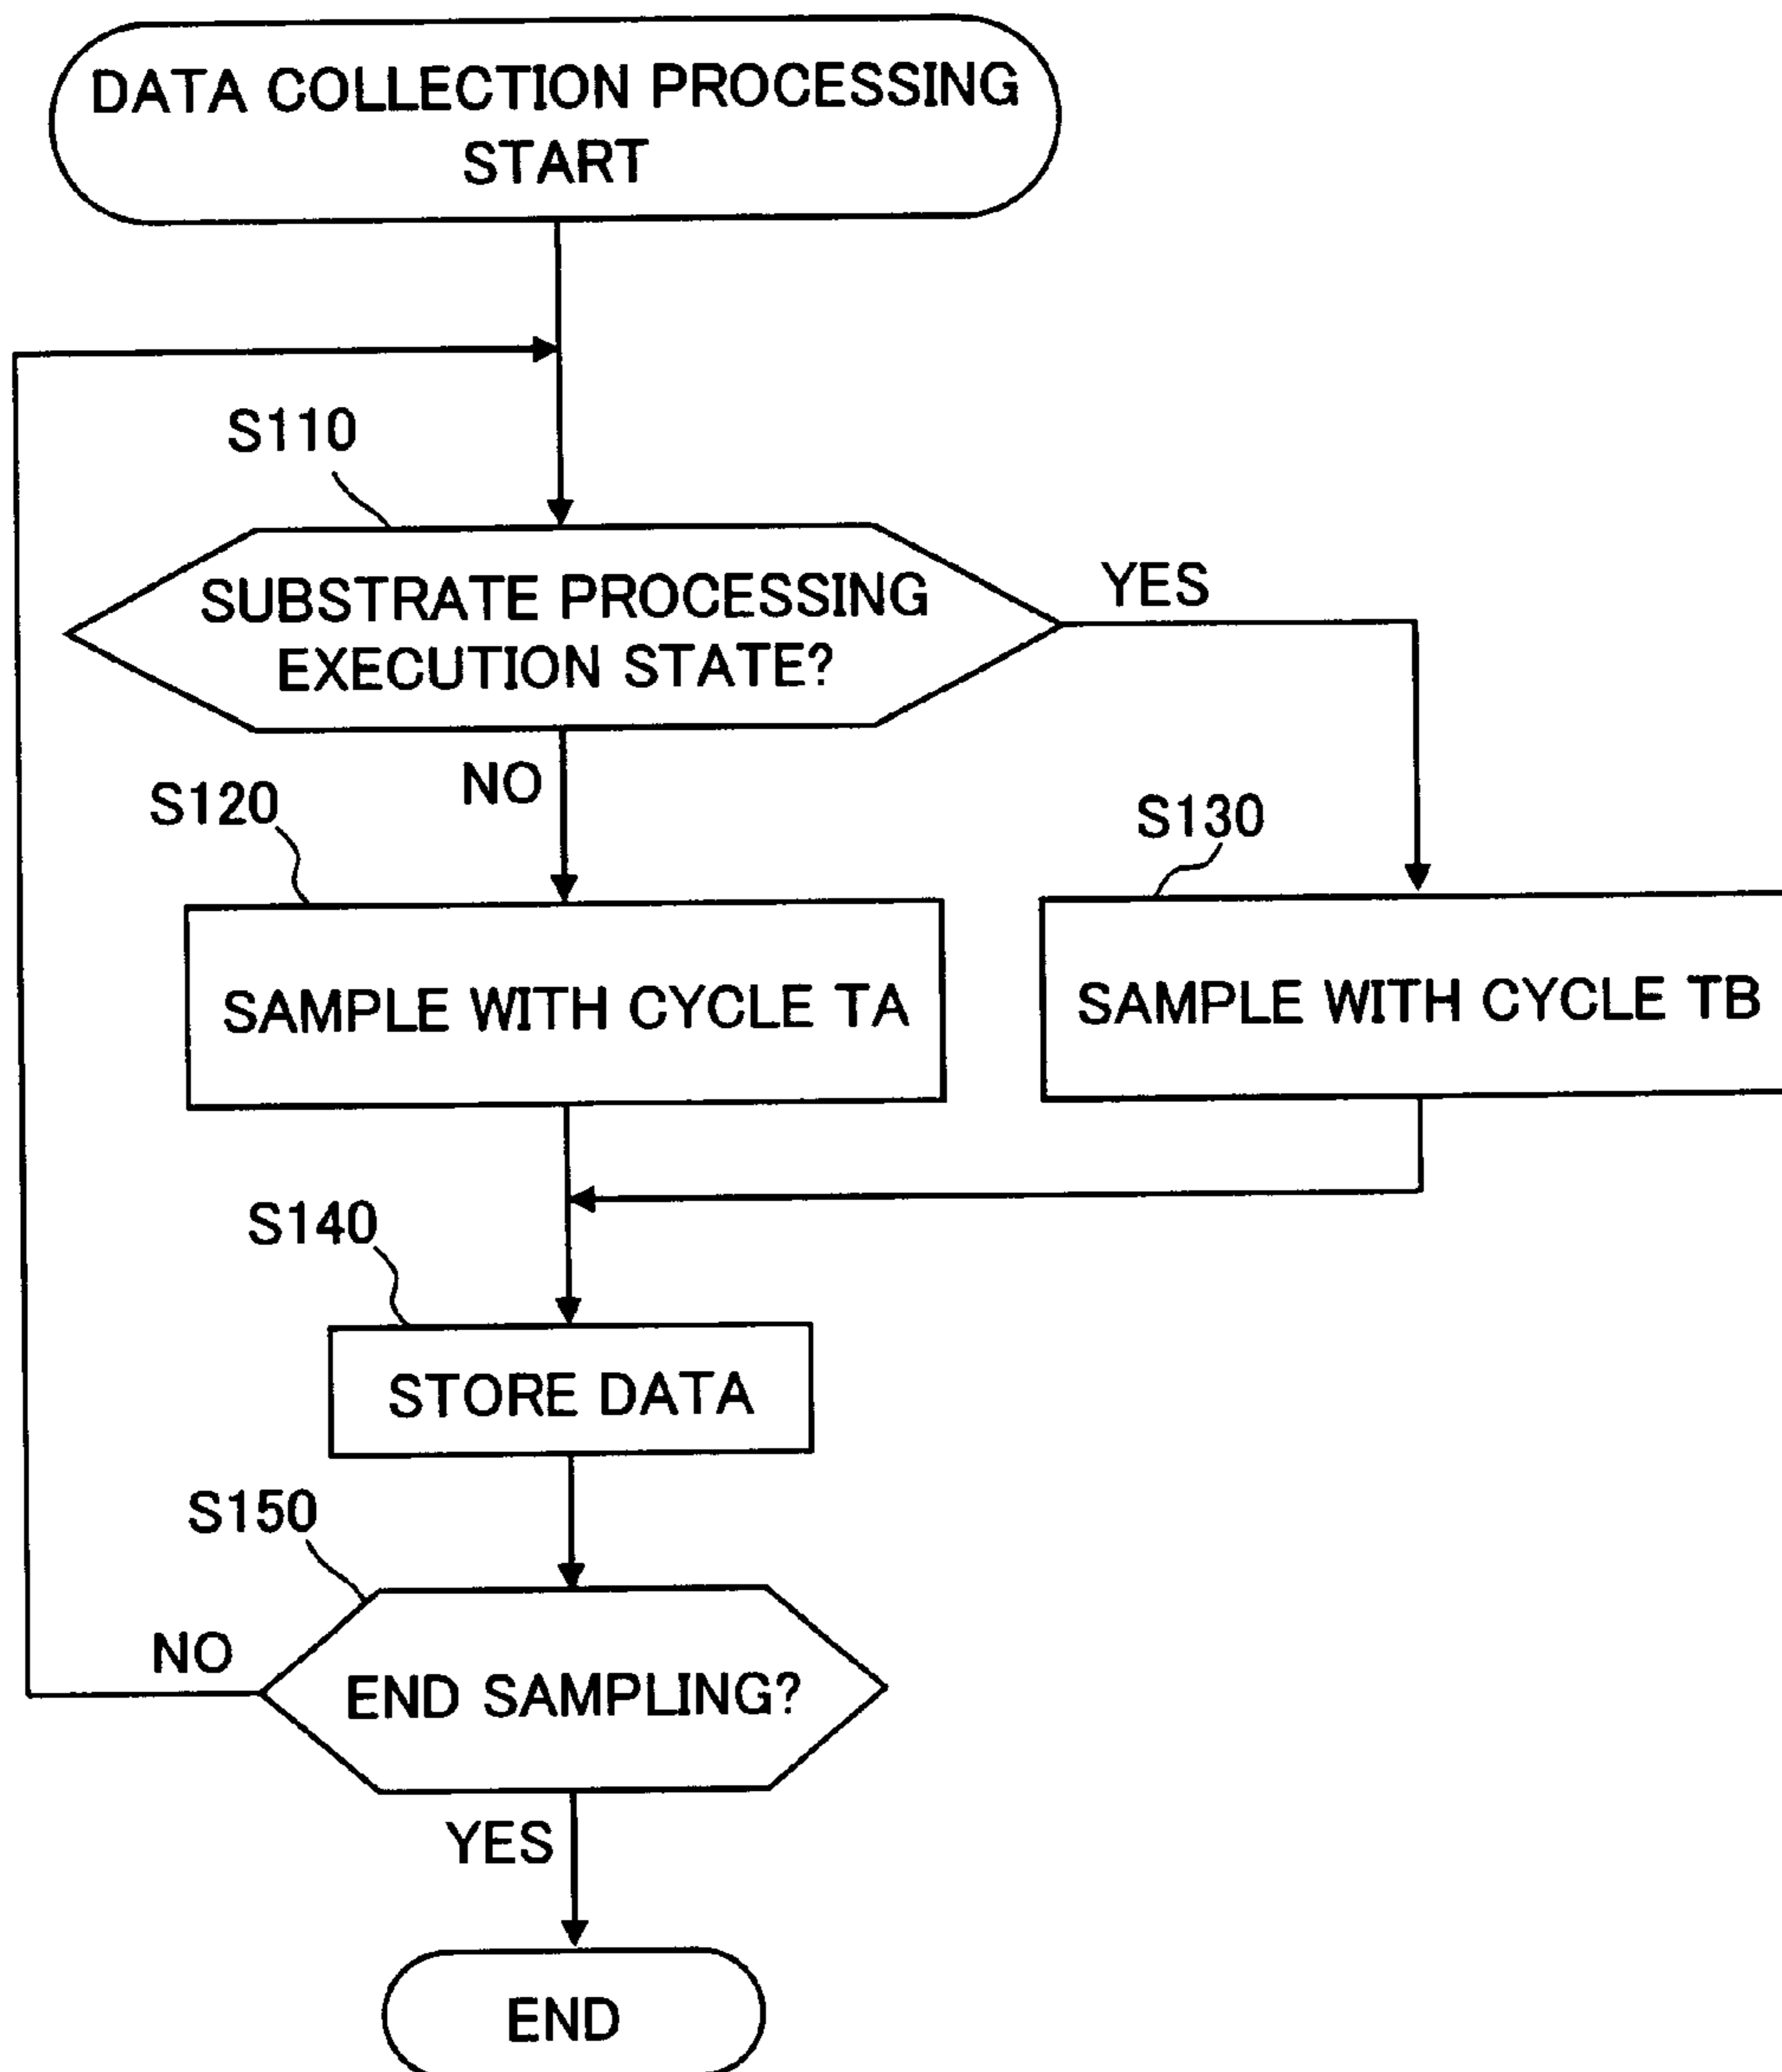 DATA COLLECTION PROCESSING
START
S110
SUBSTRATE PROCESSING
EXECUTION STATE?
YES
NO
S120
S130
SAMPLE WITH CYCLE TA
SAMPLE WITH CYCLE TB
S140
STORE DATA
S150
NO
END SAMPLING?
YES
END